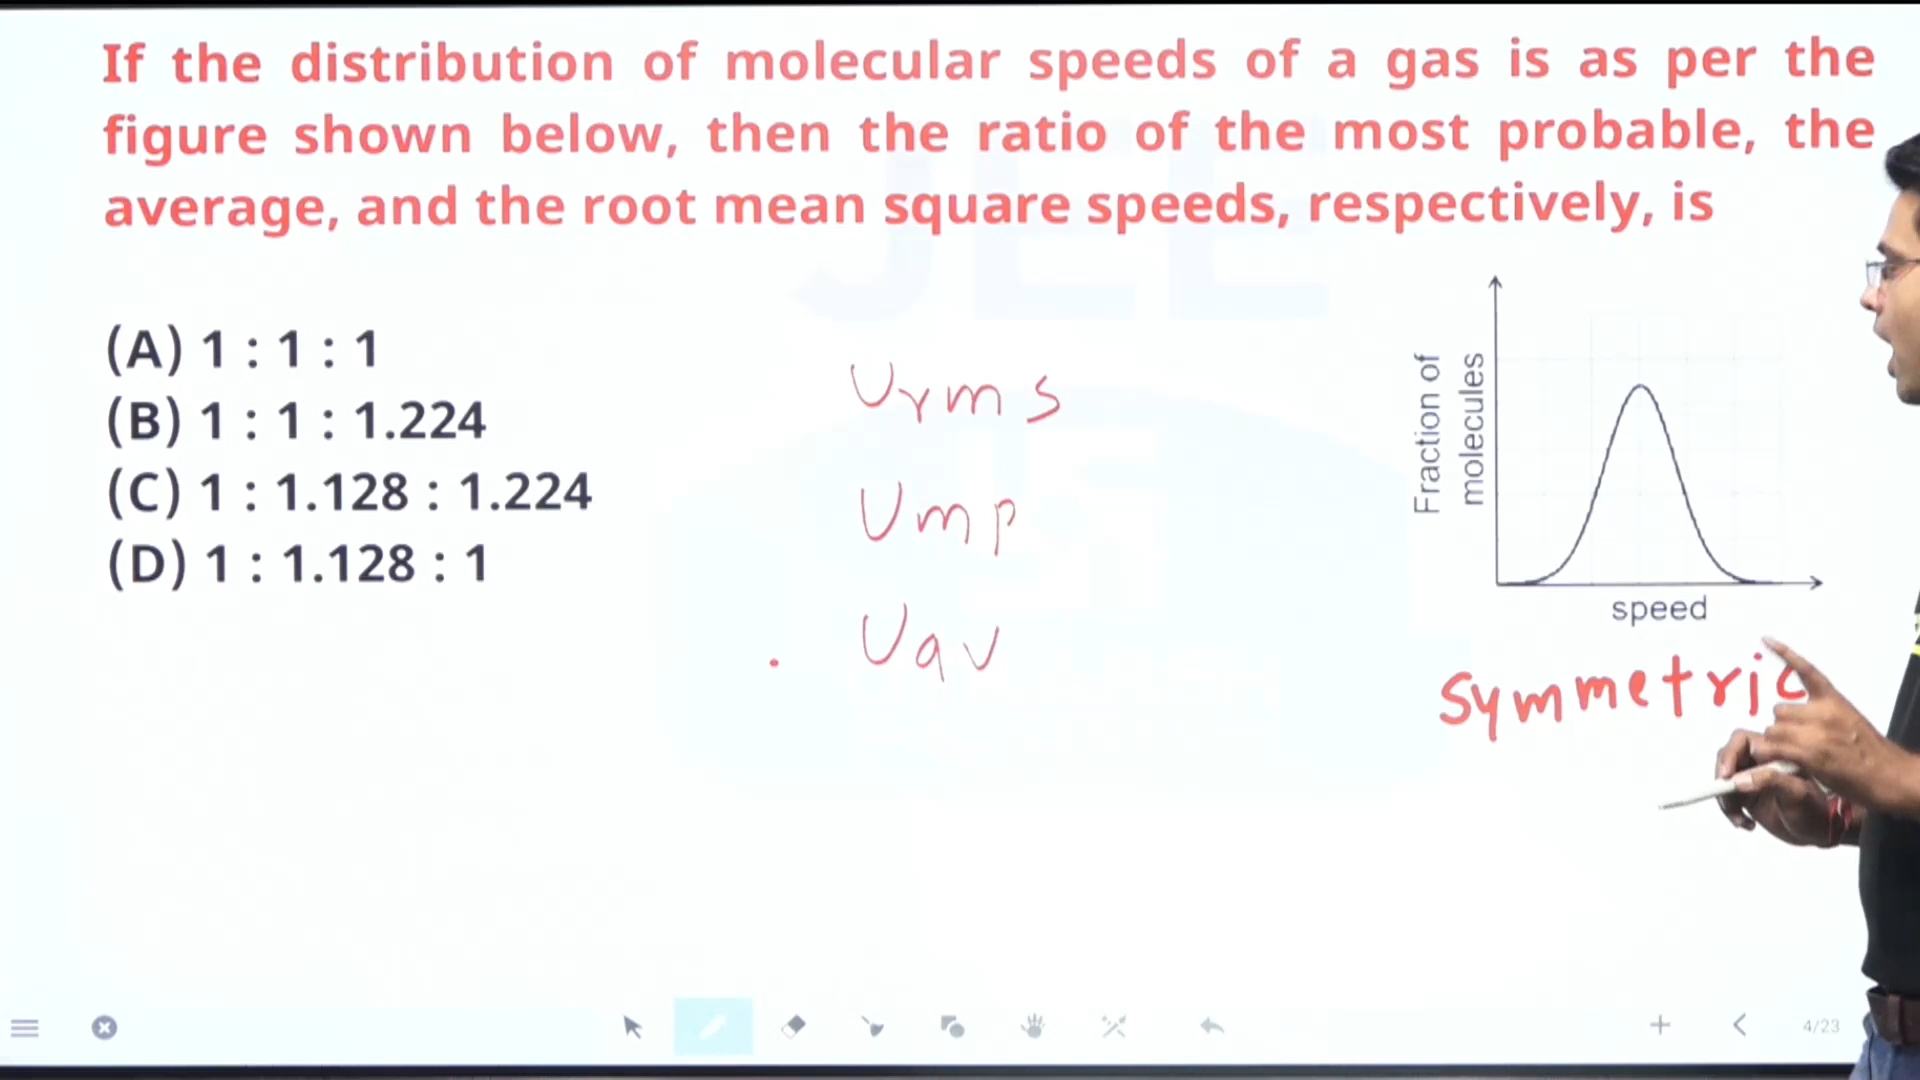 If the distribution of molecular speeds of a gas is as per the
figure shown below, then the ratio of the most probable, the
average, and the root mean square speeds, respectively, is
(A) 1 : 1 : 1
(B) 1 : 1 : 1.224
(C) 1 : 1.128 : 1.224
(D) 1 : 1.128 : 1
Urms
Ump
Uav
Fraction of
molecules
speed
Symmetric
JEE
4/23